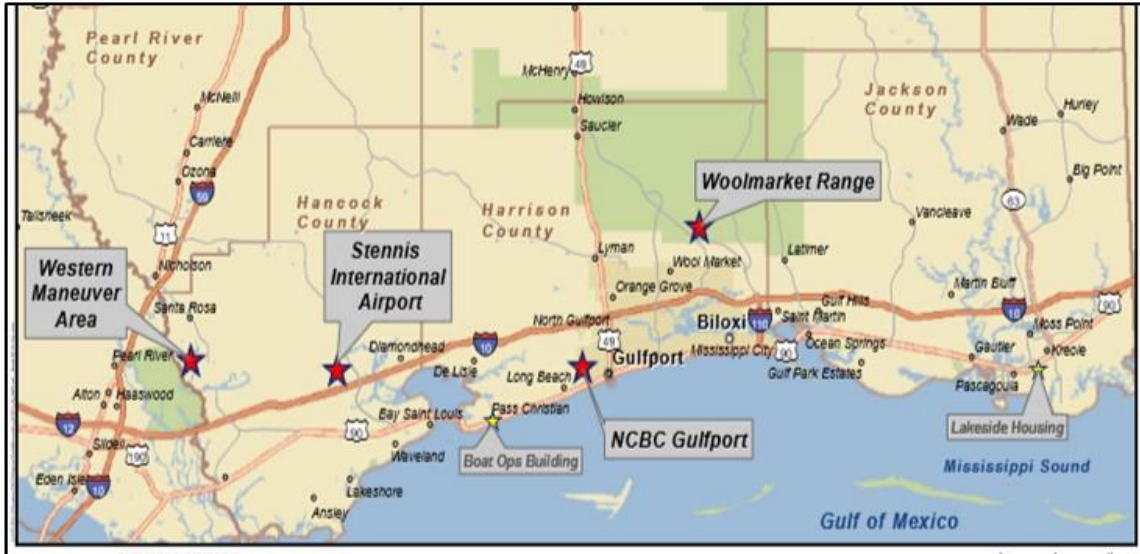 Pearl River
County
McNeill
Carriere
Ozona
59
Tallsheek
11
Nicholson
Western
Maneuver
Area
Santa Rosa
Pearl River
Alton
Haaswood
12
Slidell
190
Eden Isle
10
Hancock
County
Stennis
International
Airport
Diamondhead
De Lisle
10
Bay Saint Louis
90
Waveland
Lakeshore
Ansley
Pass Christian
Boat Ops Building
McHenry
49
Howison
Saucier
Harrison
County
Lyman
Orange Grove
Wool Market
Woolmarket Range
North Gulfport
49
Long Beach
Gulfport
NCBC Gulfport
Biloxi
Mississippi City
110
90
Latimer
Gulf Hills
Saint Martin
Ocean Springs
Gulf Park Estates
Jackson
County
Wade
Hurley
Big Point
63
Vancleave
Martin Bluff
10
90
Moss Point
Kreole
Gautier
Pascagoula
Lakeside Housing
Mississippi Sound
Gulf of Mexico